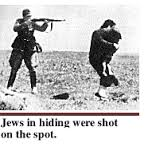 Jews in hiding were shot
on the spot.